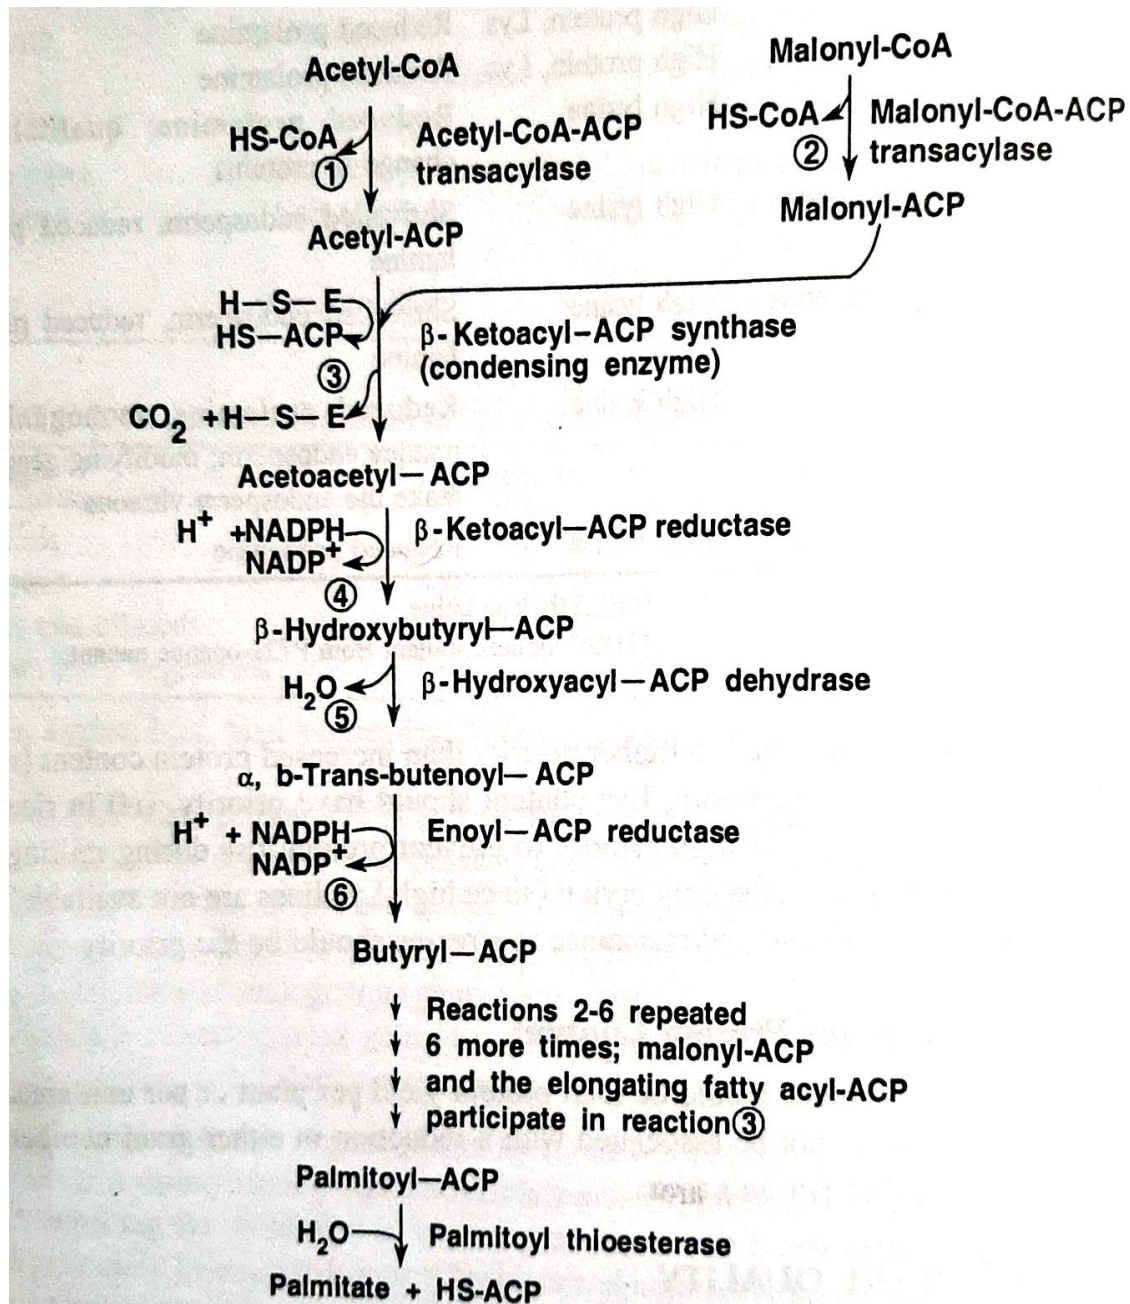 Acetyl-CoA
Malonyl-CoA
HS-CoA
Acetyl-CoA-ACP
transacylase
①
HS-CoA
Malonyl-CoA-ACP
transacylase
②
Acetyl-ACP
Malonyl-ACP
H–S–E
HS–ACP
β-Ketoacyl–ACP synthase
(condensing enzyme)
③
CO₂ +H–S–E
Acetoacetyl–ACP
H⁺ +NADPH
NADP⁺
β-Ketoacyl–ACP reductase
④
β-Hydroxybutyryl–ACP
H₂O
β-Hydroxyacyl–ACP dehydrase
⑤
α, b-Trans-butenoyl–ACP
H⁺ + NADPH
NADP⁺
Enoyl–ACP reductase
⑥
Butyryl–ACP
Reactions 2-6 repeated
6 more times; malonyl-ACP
and the elongating fatty acyl-ACP
participate in reaction③
Palmitoyl–ACP
H₂O
Palmitoyl thioesterase
Palmitate + HS-ACP